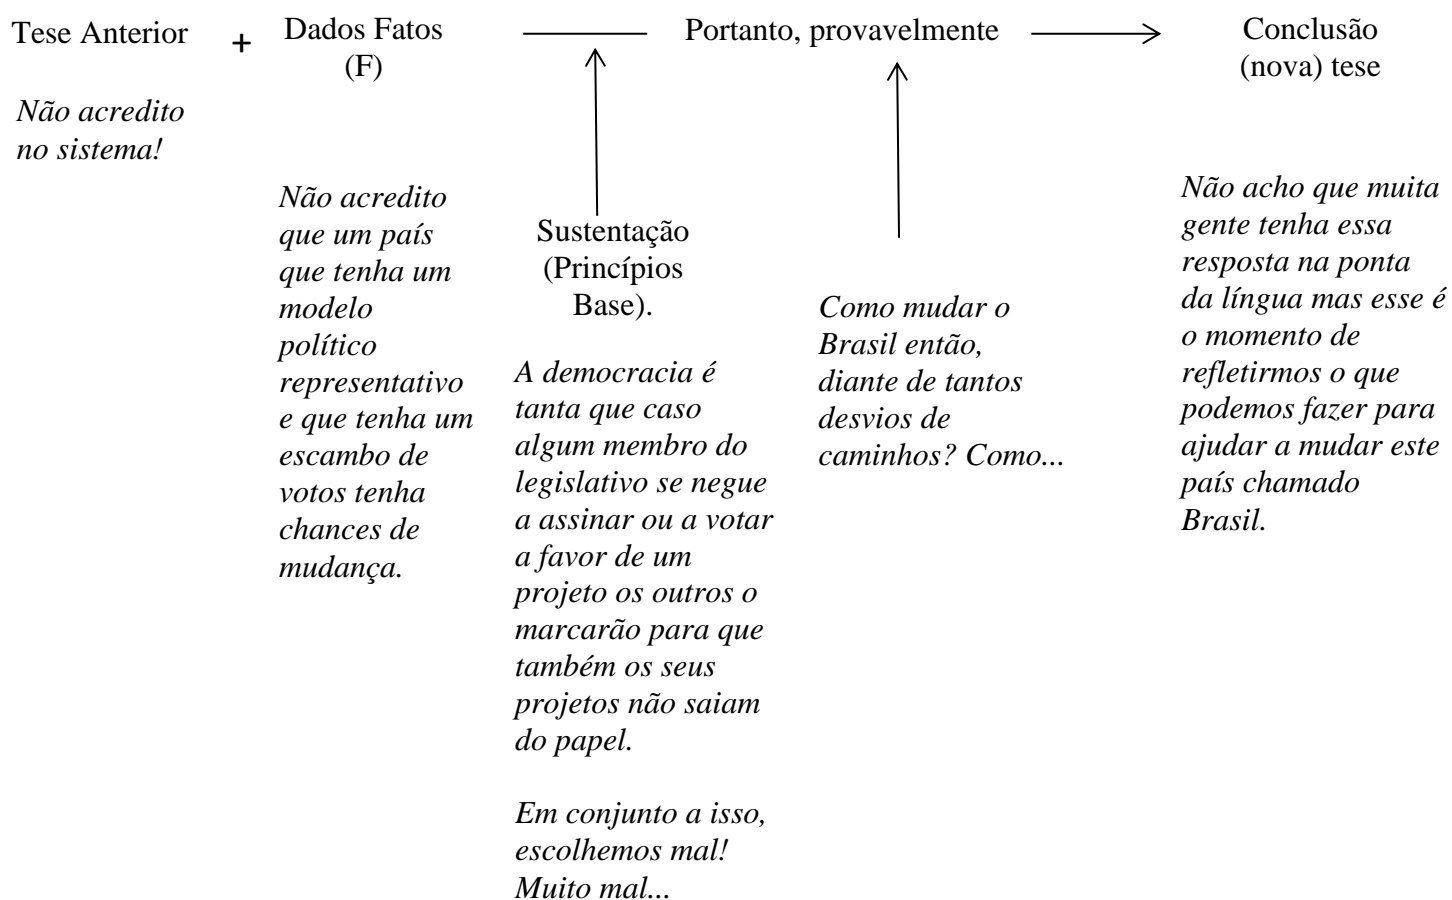 Tese Anterior + Dados Fatos (F) Portanto, provavelmente Conclusão (nova) tese
Não acredito
no sistema!
Não acredito
que um país
que tenha um
modelo
político
representativo
e que tenha um
escambo de
votos tenha
chances de
mudança.
Sustentação
(Princípios
Base).
A democracia é
tanta que caso
algum membro do
legislativo se negue
a assinar ou a votar
a favor de um
projeto os outros o
marcarão para que
também os seus
projetos não saiam
do papel.
Em conjunto a isso,
escolhemos mal!
Muito mal...
Como mudar o
Brasil então,
diante de tantos
desvios de
caminhos? Como...
Não acho que muita
gente tenha essa
resposta na ponta
da língua mas esse é
o momento de
refletirmos o que
podemos fazer para
ajudar a mudar este
país chamado
Brasil.